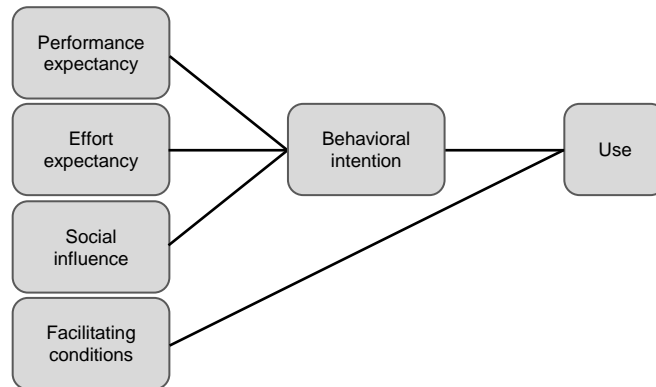 Performance
expectancy
Effort
expectancy
Social
influence
Facilitating
conditions
Behavioral
intention
Use